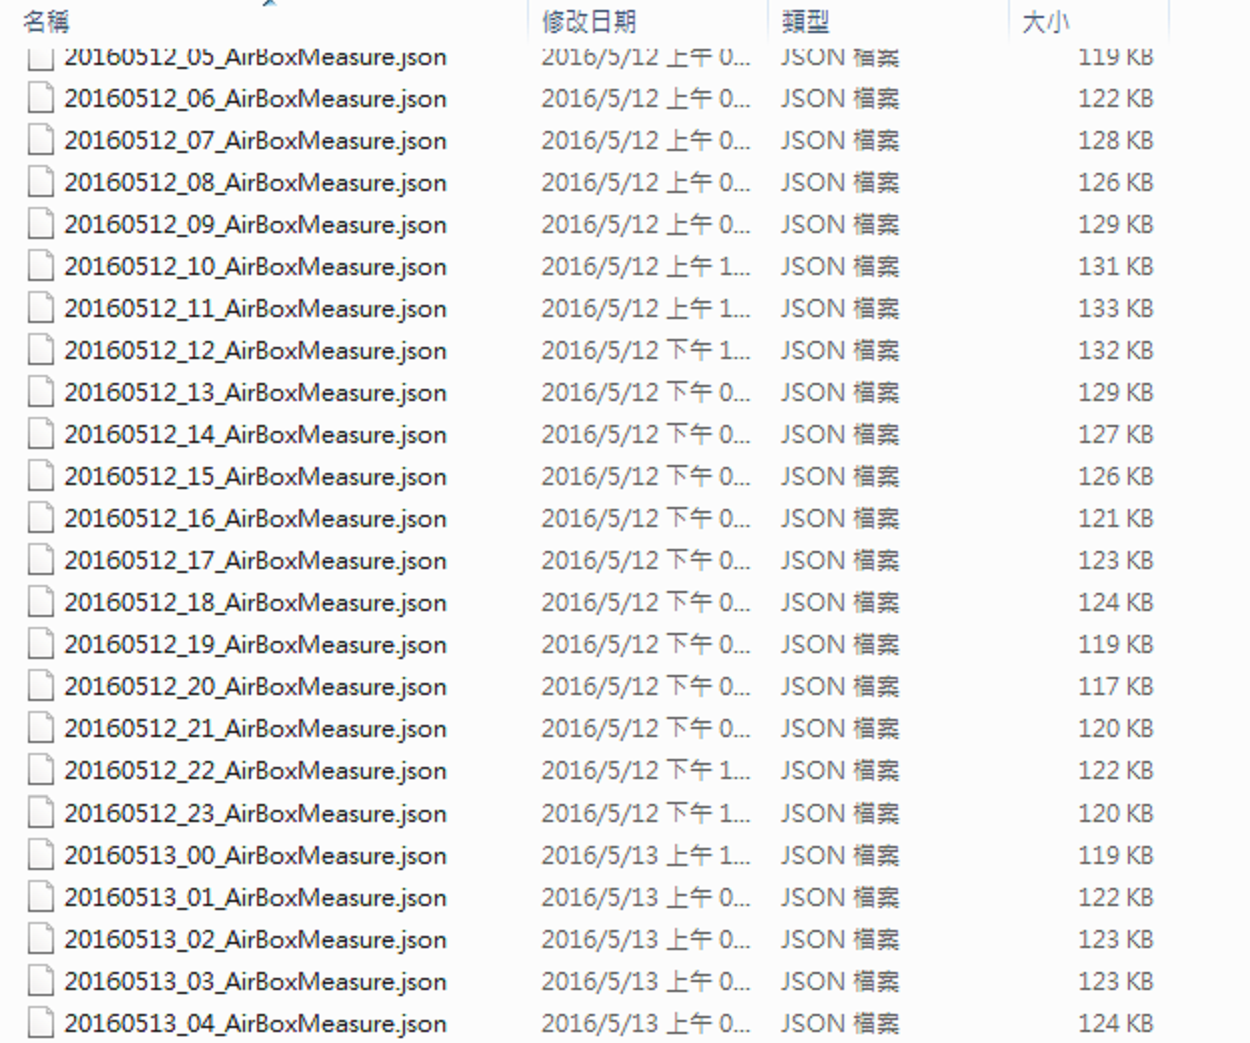 名稱 修改日期 類型 大小
20160512_05_AirBoxMeasure.json 2016/5/12 上午 0... JSON 檔案 119 KB
20160512_06_AirBoxMeasure.json 2016/5/12 上午 0... JSON 檔案 122 KB
20160512_07_AirBoxMeasure.json 2016/5/12 上午 0... JSON 檔案 128 KB
20160512_08_AirBoxMeasure.json 2016/5/12 上午 0... JSON 檔案 126 KB
20160512_09_AirBoxMeasure.json 2016/5/12 上午 0... JSON 檔案 129 KB
20160512_10_AirBoxMeasure.json 2016/5/12 上午 1... JSON 檔案 131 KB
20160512_11_AirBoxMeasure.json 2016/5/12 上午 1... JSON 檔案 133 KB
20160512_12_AirBoxMeasure.json 2016/5/12 下午 1... JSON 檔案 132 KB
20160512_13_AirBoxMeasure.json 2016/5/12 下午 0... JSON 檔案 129 KB
20160512_14_AirBoxMeasure.json 2016/5/12 下午 0... JSON 檔案 127 KB
20160512_15_AirBoxMeasure.json 2016/5/12 下午 0... JSON 檔案 126 KB
20160512_16_AirBoxMeasure.json 2016/5/12 下午 0... JSON 檔案 121 KB
20160512_17_AirBoxMeasure.json 2016/5/12 下午 0... JSON 檔案 123 KB
20160512_18_AirBoxMeasure.json 2016/5/12 下午 0... JSON 檔案 124 KB
20160512_19_AirBoxMeasure.json 2016/5/12 下午 0... JSON 檔案 119 KB
20160512_20_AirBoxMeasure.json 2016/5/12 下午 0... JSON 檔案 117 KB
20160512_21_AirBoxMeasure.json 2016/5/12 下午 0... JSON 檔案 120 KB
20160512_22_AirBoxMeasure.json 2016/5/12 下午 1... JSON 檔案 122 KB
20160512_23_AirBoxMeasure.json 2016/5/12 下午 1... JSON 檔案 120 KB
20160513_00_AirBoxMeasure.json 2016/5/13 上午 1... JSON 檔案 119 KB
20160513_01_AirBoxMeasure.json 2016/5/13 上午 0... JSON 檔案 122 KB
20160513_02_AirBoxMeasure.json 2016/5/13 上午 0... JSON 檔案 123 KB
20160513_03_AirBoxMeasure.json 2016/5/13 上午 0... JSON 檔案 123 KB
20160513_04_AirBoxMeasure.json 2016/5/13 上午 0... JSON 檔案 124 KB